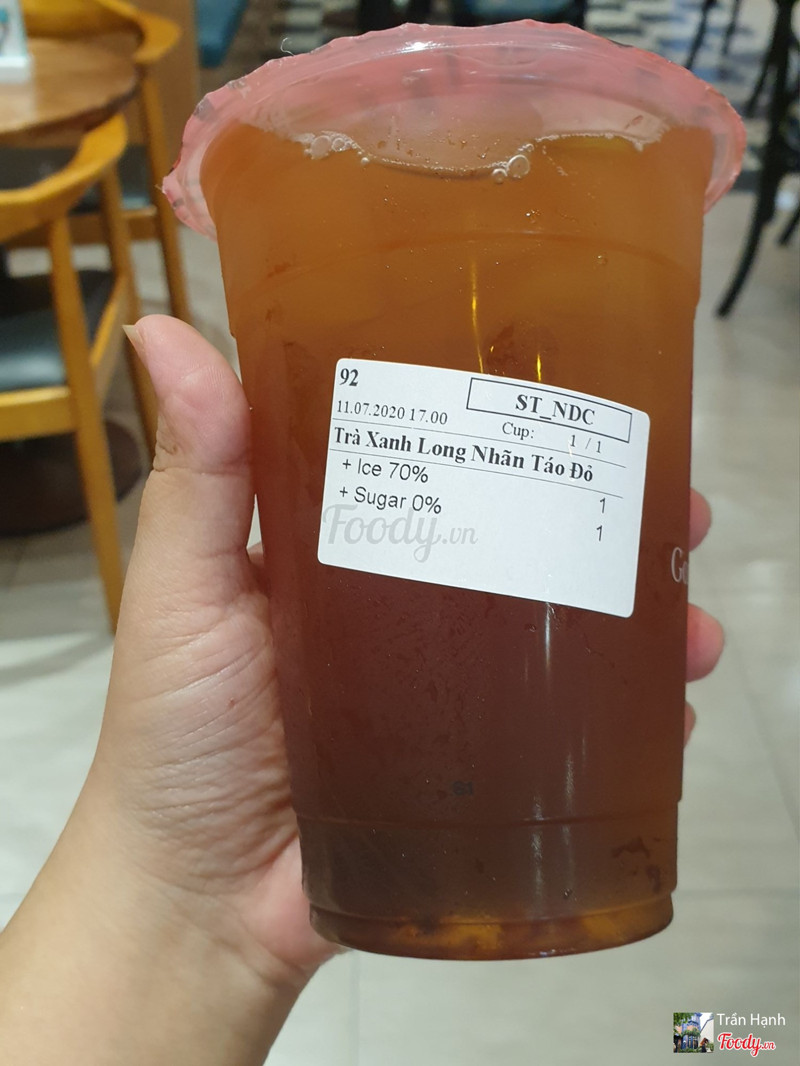 92
ST_NDC
11.07.2020 17.00
Cup: 1 / 1
Trà Xanh Long Nhãn Táo Đỏ
+ Ice 70% 1
+ Sugar 0% 1
Foody.vn
Trần Hạnh
Foody.vn